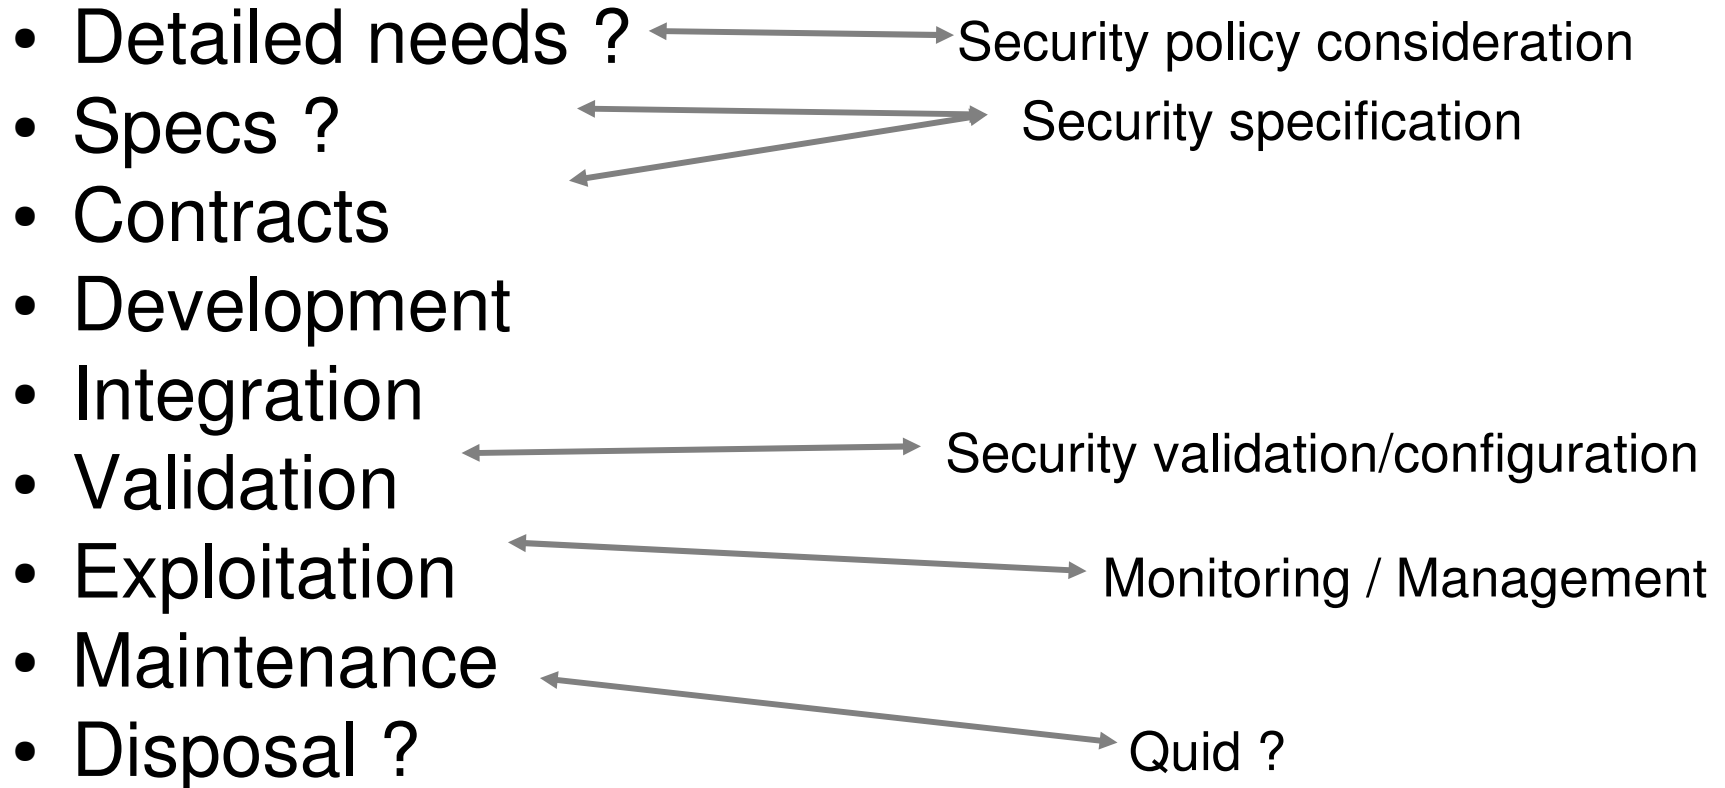 • Detailed needs ? Security policy consideration
• Specs ? Security specification
• Contracts
• Development
• Integration
• Validation Security validation/configuration
• Exploitation Monitoring / Management
• Maintenance
• Disposal ? Quid ?